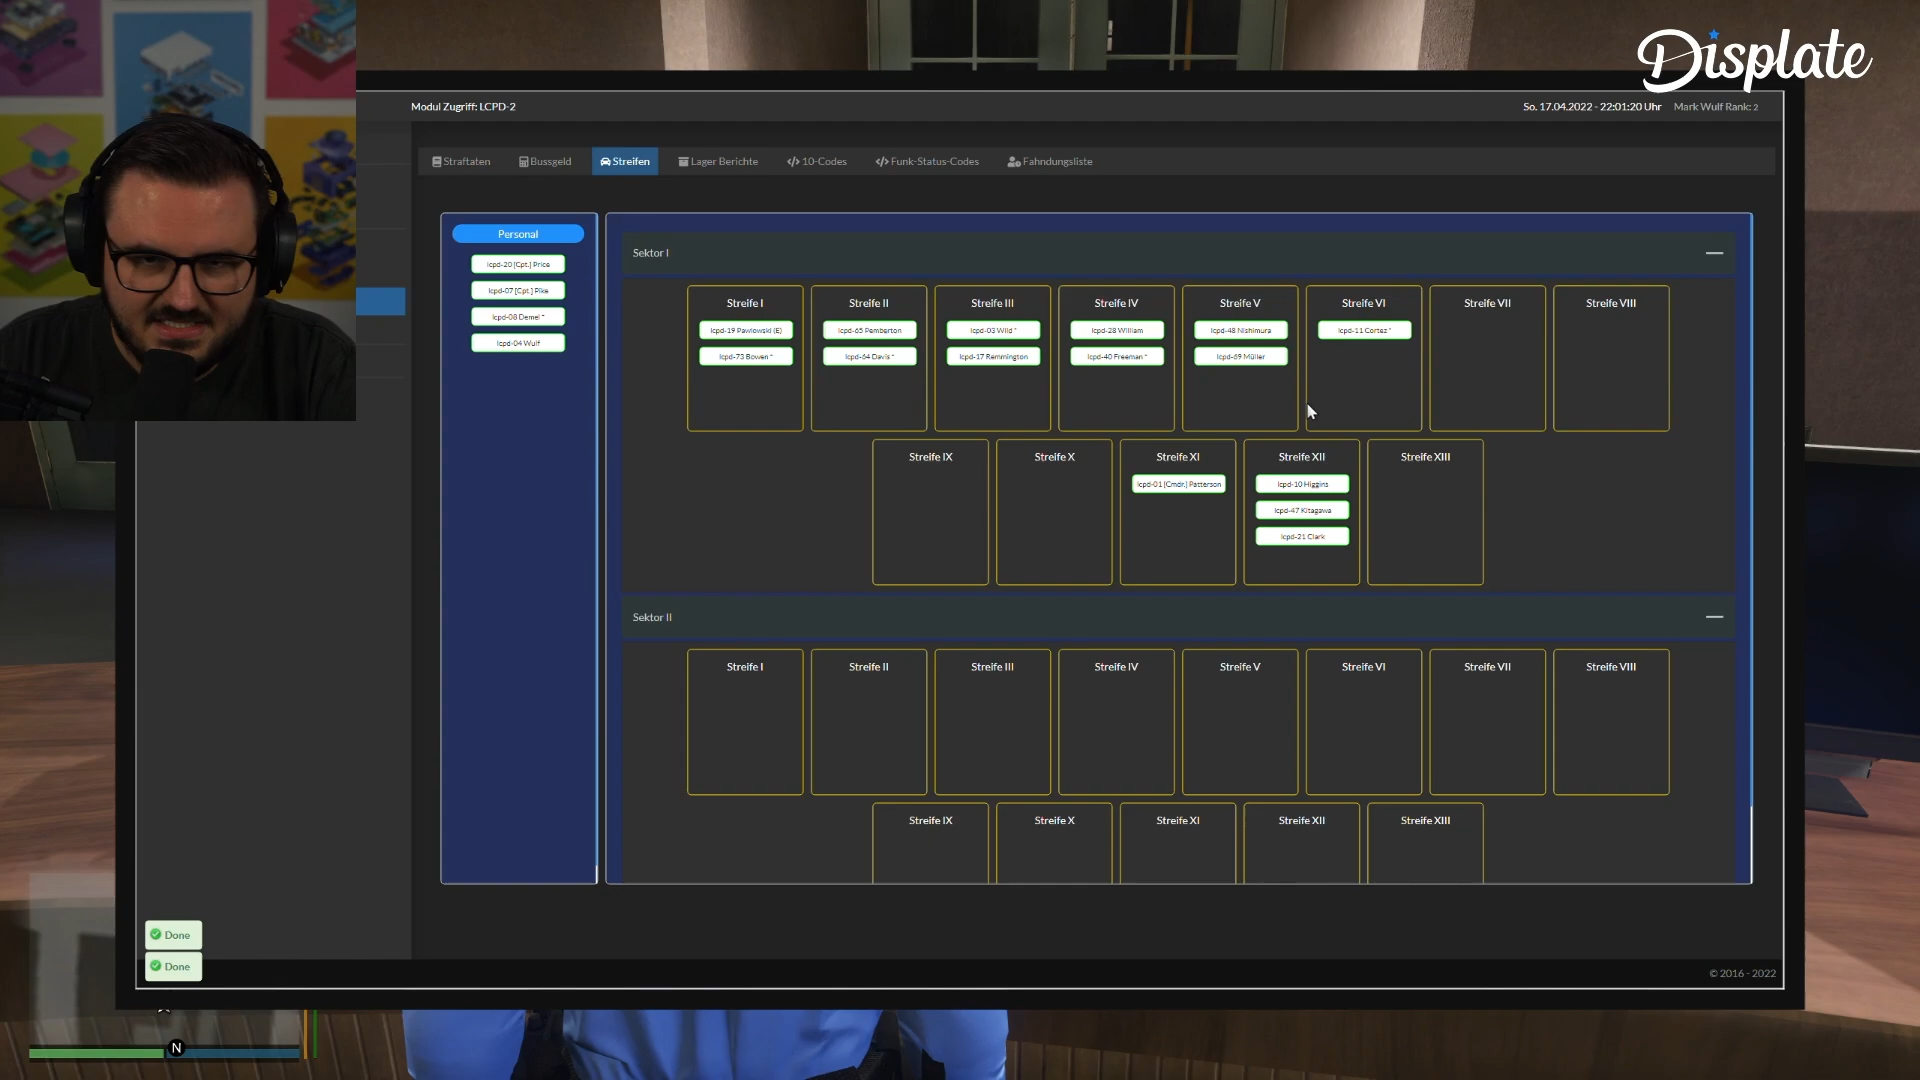 Displate
Modul Zugriff: LCPD-2
So. 17.04.2022 - 22:01:20 Uhr
Mark Wulf Rank: 2
Straftaten
Bussgeld
Streifen
Lager Berichte
10-Codes
Funk-Status-Codes
Fahndungsliste
Personal
lcpd-20 [Cpt.] Price
lcpd-07 [Cpt.] Pike
lcpd-08 Demel *
lcpd-04 Wulf
Sektor I
Streife I
lcpd-19 Pawlowski (E)
lcpd-73 Bowen *
Streife II
lcpd-65 Pemberton
lcpd-64 Davis *
Streife III
lcpd-03 Wild *
lcpd-17 Remmington
Streife IV
lcpd-28 William
lcpd-40 Freeman *
Streife V
lcpd-48 Nishimura
lcpd-69 Müller
Streife VI
lcpd-11 Cortez *
Streife VII
Streife VIII
Streife IX
Streife X
Streife XI
lcpd-01 [Cmdr.] Patterson
Streife XII
lcpd-10 Higgins
lcpd-47 Kitagawa
lcpd-21 Clark
Streife XIII
Sektor II
Streife I
Streife II
Streife III
Streife IV
Streife V
Streife VI
Streife VII
Streife VIII
Streife IX
Streife X
Streife XI
Streife XII
Streife XIII
Done
Done
© 2016 - 2022
N